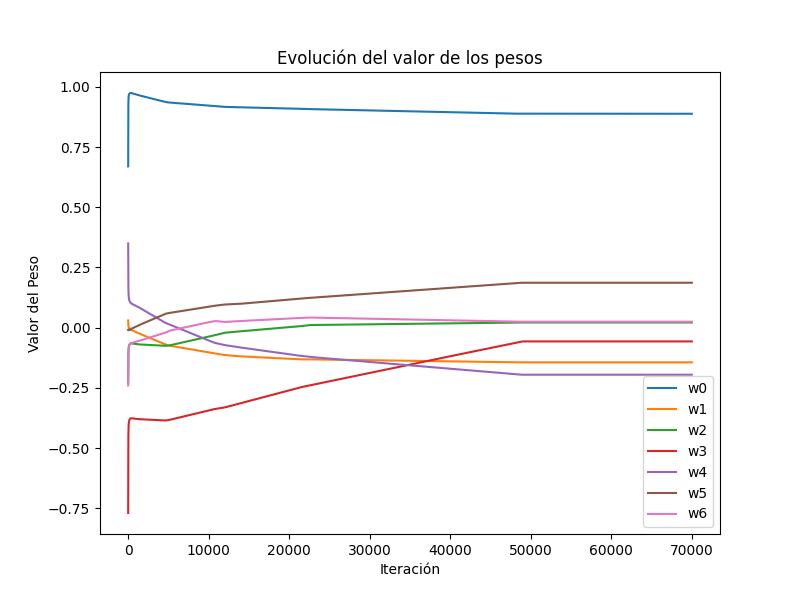 Evolución del valor de los pesos
1.00
0.75
0.50
0.25
0.00
−0.25
−0.50
−0.75
Valor del Peso
w0
w1
w2
w3
w4
w5
w6
0 10000 20000 30000 40000 50000 60000 70000
Iteración